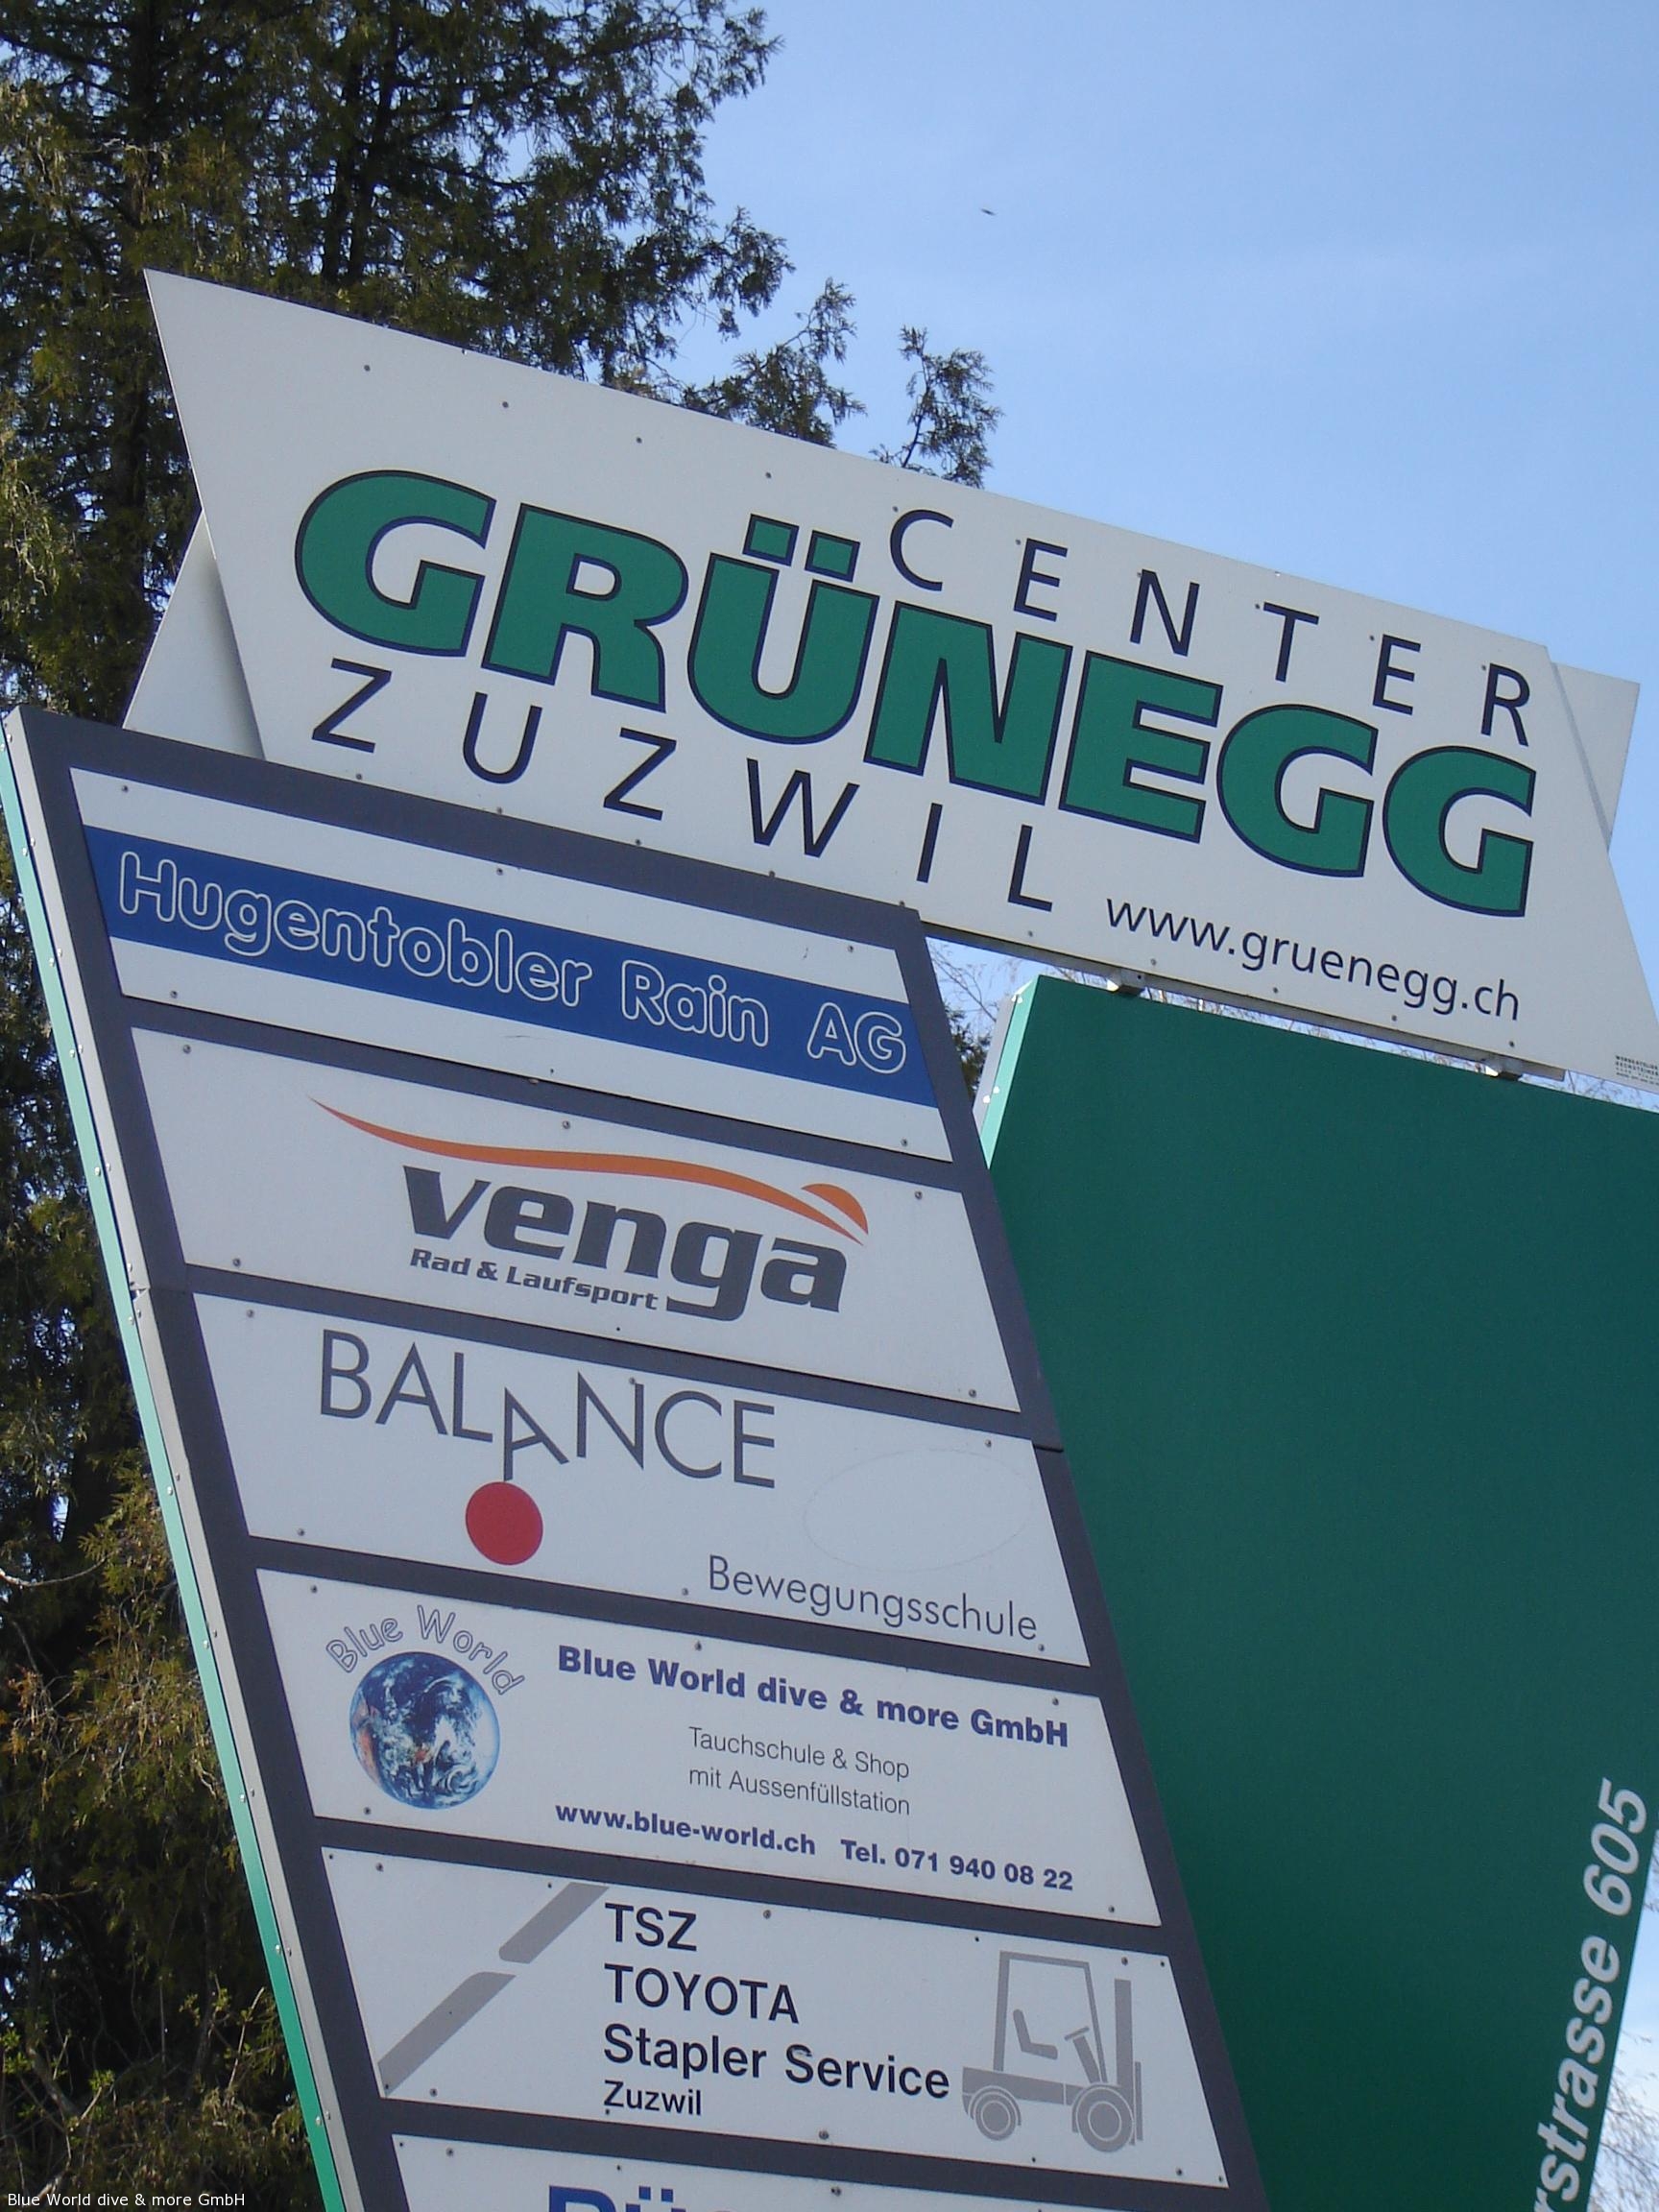 CENTER
GRÜNEGG
ZUZWIL
www.gruenegg.ch
Hugentobler Rain AG
venga
Rad & Laufsport
BALANCE
Bewegungsschule
Blue World
Blue World dive & more GmbH
Tauchschule & Shop
mit Aussenfüllstation
www.blue-world.ch Tel. 071 940 08 22
TSZ
TOYOTA
Stapler Service
Zuzwil
rstrasse 605
Blue World dive & more GmbH